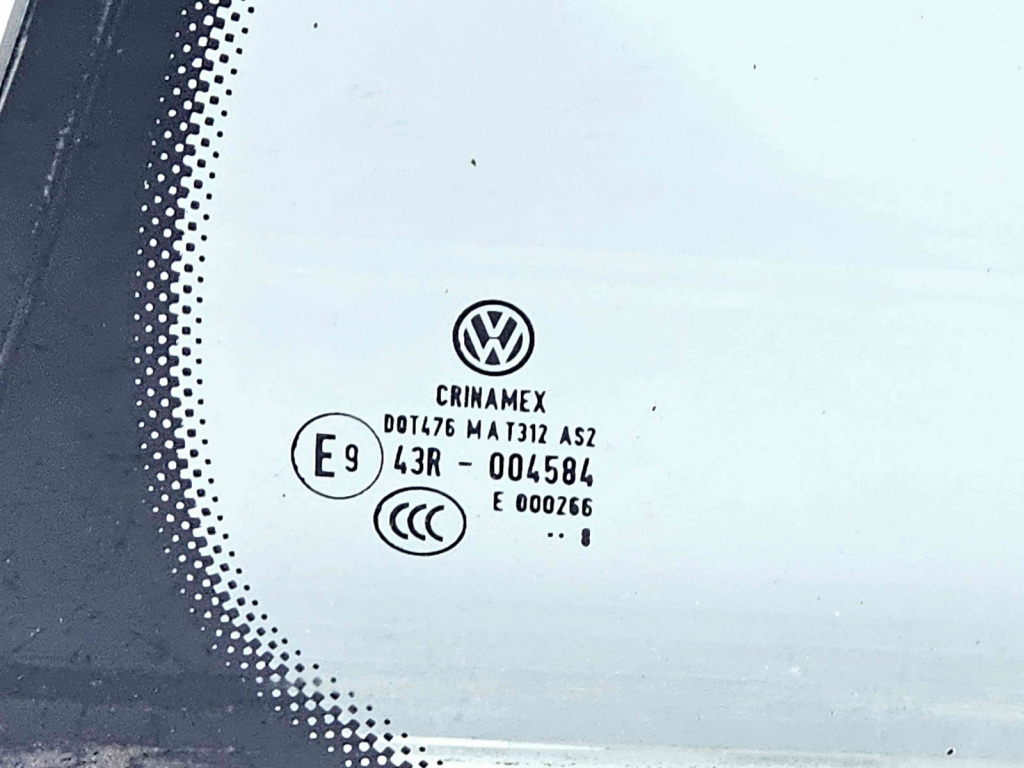 CRINAMEX
DOT476 M A T312 AS2
E9 43R - 004584
E 000266
CCC
.. 8